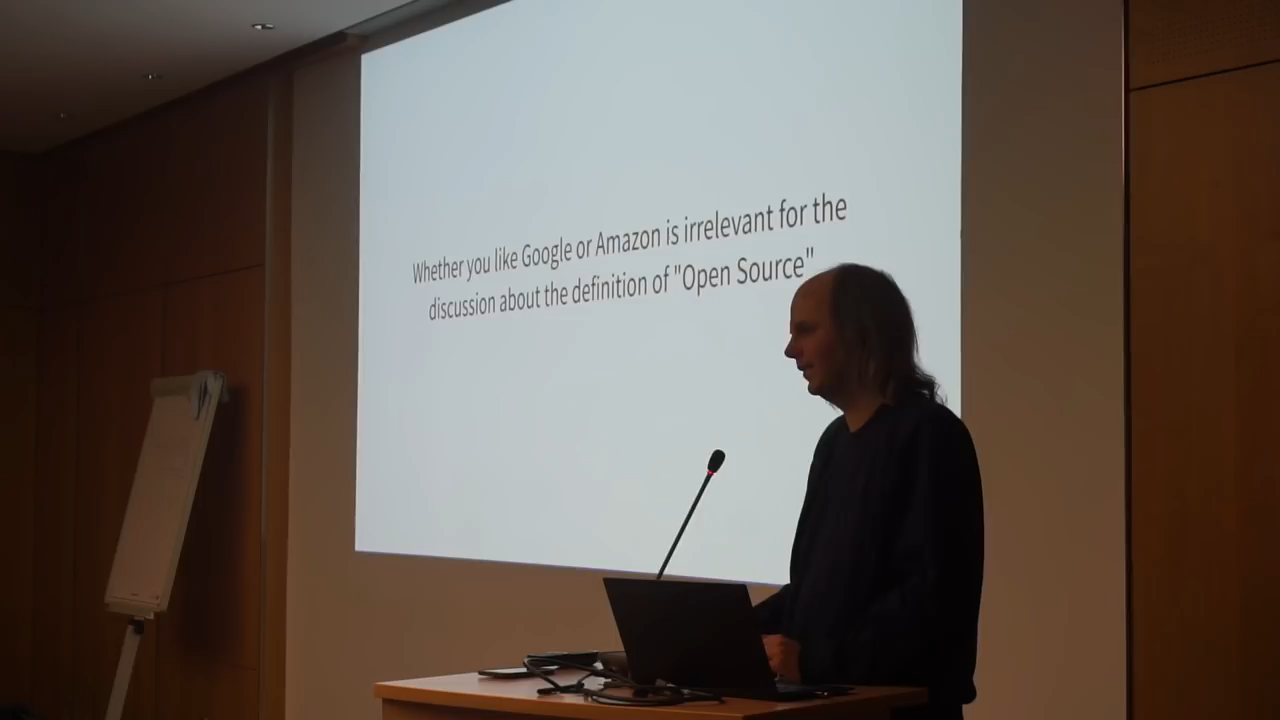 Whether you like Google or Amazon is irrelevant for the
discussion about the definition of "Open Source"